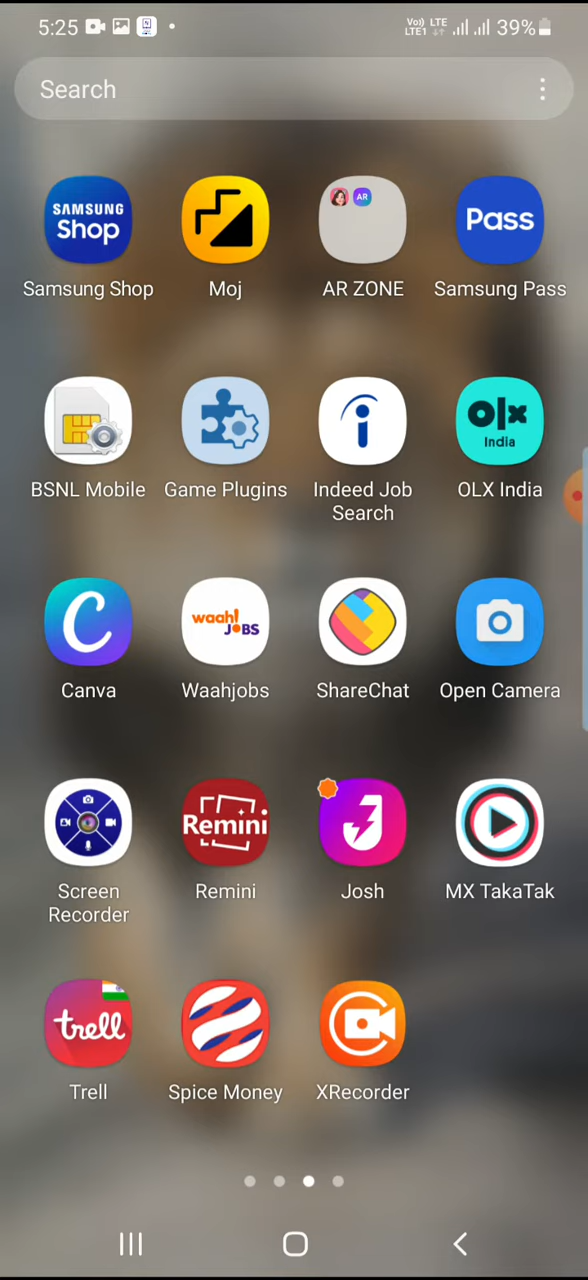 5:25
Vo)) LTE
LTE1
39%
Search
SAMSUNG
Shop
AR
Pass
Samsung Shop
Moj
AR ZONE
Samsung Pass
olx
India
BSNL Mobile
Game Plugins
Indeed Job
Search
OLX India
C
waah!
JOBS
Canva
Waahjobs
ShareChat
Open Camera
Remini
J
Screen
Recorder
Remini
Josh
MX TakaTak
trell
Trell
Spice Money
XRecorder